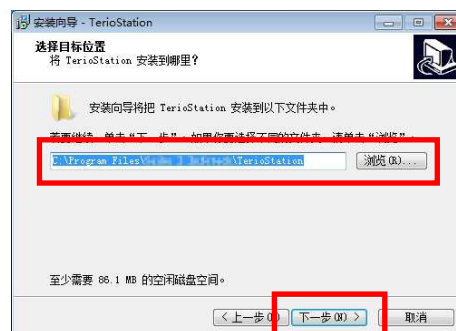 安装向导 - TerioStation
选择目标位置
将 TerioStation 安装到哪里？
安装向导将把 TerioStation 安装到以下文件夹中。
若要继续，单击“下一步”。如果你要选择不同的文件夹，请单击“浏览”。
C:\Program Files\ \TerioStation
浏览(R)...
至少需要 86.1 MB 的空闲磁盘空间。
<上一步 下一步(N) > 取消